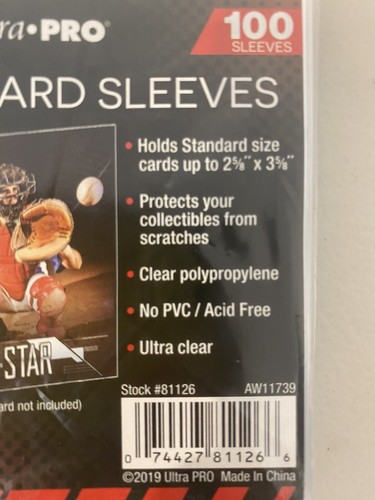 ra•PRO®
100
SLEEVES
ARD SLEEVES
• Holds Standard size
cards up to 2⅝" x 3⅝"
• Protects your
collectibles from
scratches
• Clear polypropylene
• No PVC / Acid Free
• Ultra clear
-STAR
ard not included)
Stock #81126 AW11739
0 74427 81126 6
©2019 Ultra PRO Made In China